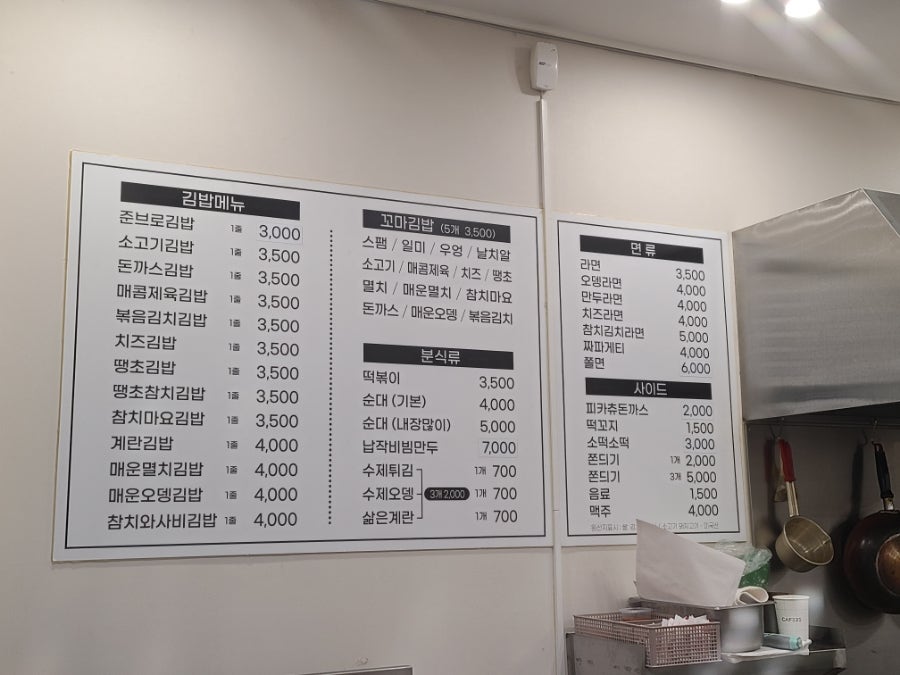 김밥메뉴
준브로김밥 1줄 3,000
소고기김밥 1줄 3,500
돈까스김밥 1줄 3,500
매콤제육김밥 1줄 3,500
볶음김치김밥 1줄 3,500
치즈김밥 1줄 3,500
땡초김밥 1줄 3,500
땡초참치김밥 1줄 3,500
참치마요김밥 1줄 3,500
계란김밥 1줄 4,000
매운멸치김밥 1줄 4,000
매운오뎅김밥 1줄 4,000
참치와사비김밥 1줄 4,000
꼬마김밥 (5개 3,500)
스팸 / 일미 / 우엉 / 날치알
소고기 / 매콤제육 / 치즈 / 땡초
멸치 / 매운멸치 / 참치마요
돈까스 / 매운오뎅 / 볶음김치
분식류
떡볶이 3,500
순대 (기본) 4,000
순대 (내장많이) 5,000
납작비빔만두 7,000
수제튀김 1개 700
수제오뎅 3개 2,000 1개 700
삶은계란 1개 700
면류
라면 3,500
오뎅라면 4,000
만두라면 4,000
치즈라면 4,000
참치김치라면 5,000
짜파게티 4,000
쫄면 6,000
사이드
피카츄돈까스 2,000
떡꼬지 1,500
소떡소떡 3,000
쫀드기 1개 2,000
쫀드기 3개 5,000
음료 1,500
맥주 4,000